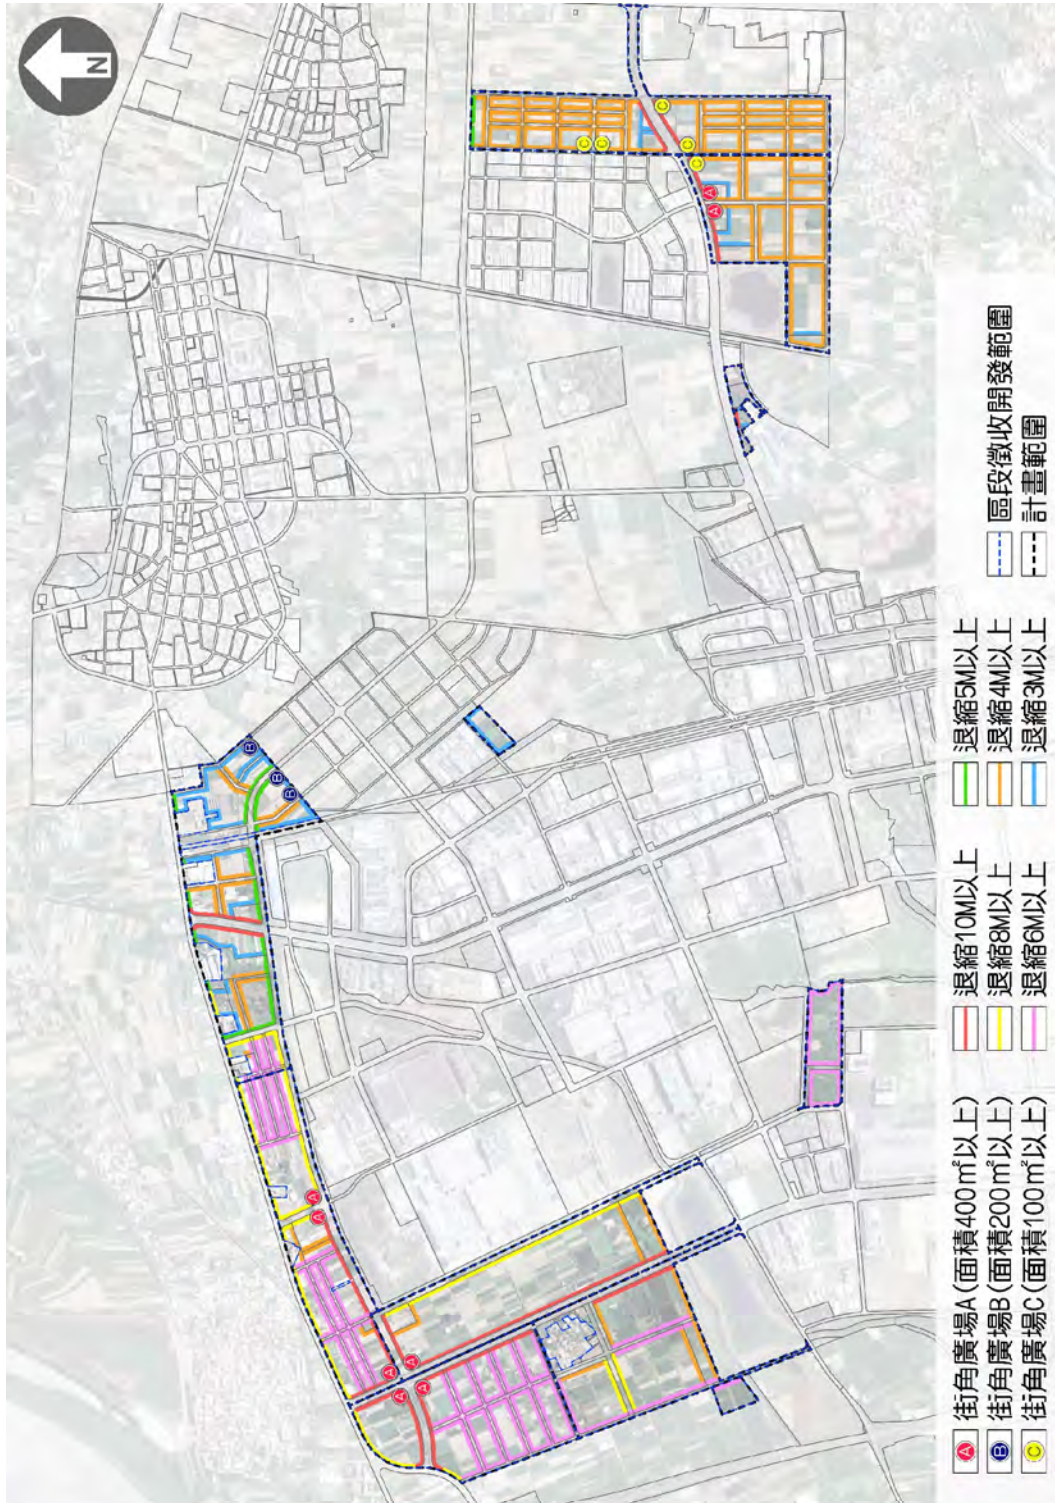 N
C
C
C
C
C
A
A
B
B
B
A
A
A
A
A
A
A 街角廣場A(面積400㎡以上)
B 街角廣場B(面積200㎡以上)
C 街角廣場C(面積100㎡以上)
退縮10M以上
退縮8M以上
退縮6M以上
退縮5M以上
退縮4M以上
退縮3M以上
區段徵收開發範圍
計畫範圍